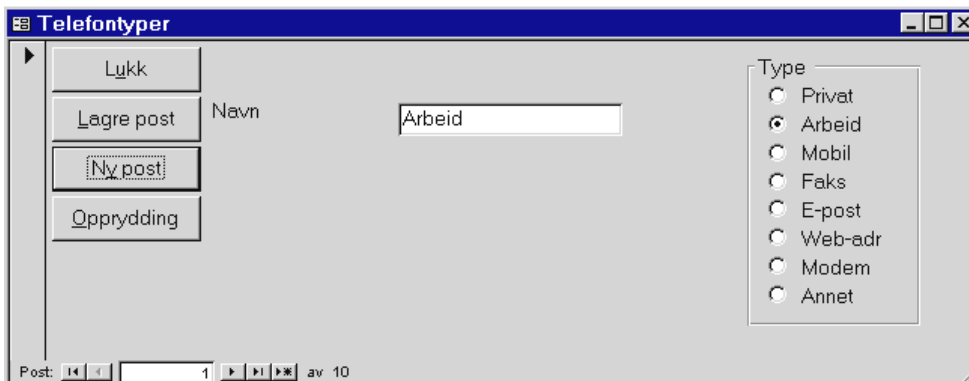 Telefontyper
Lukk
Lagre post
Ny post
Opprydding
Navn
Arbeid
Type
Privat
Arbeid
Mobil
Faks
E-post
Web-adr
Modem
Annet
Post: 1 av 10